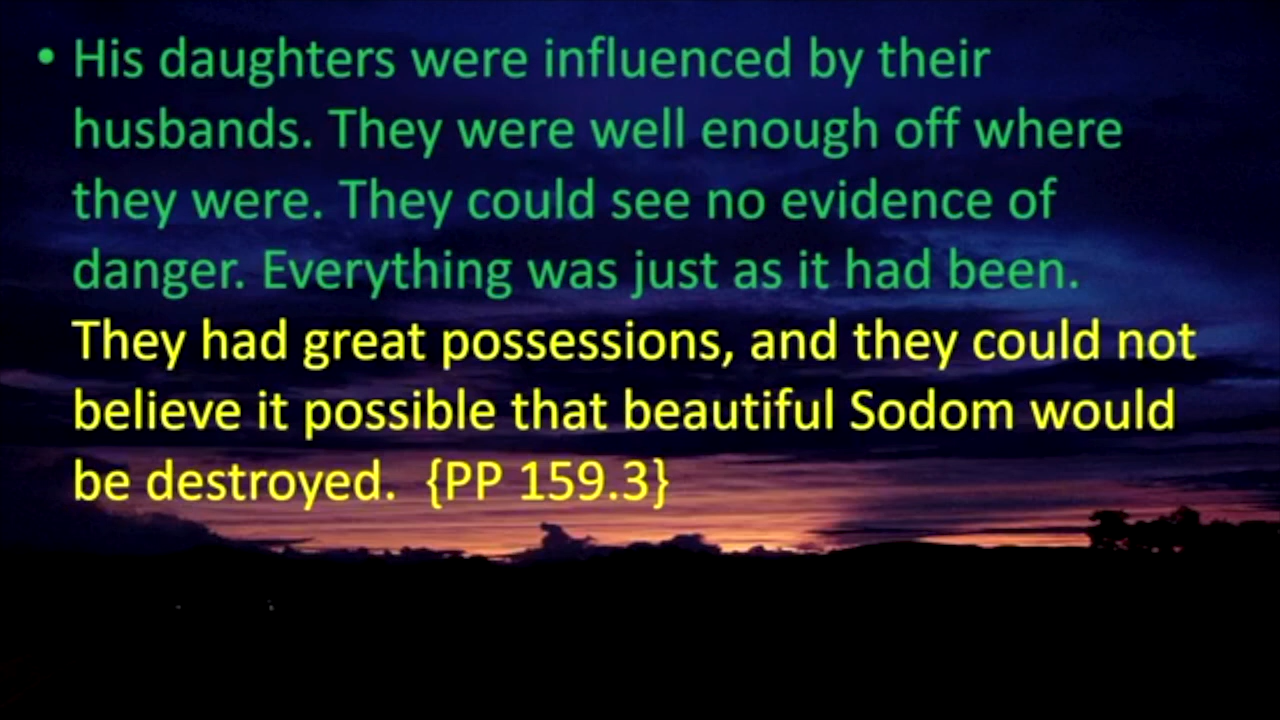 • His daughters were influenced by their
husbands. They were well enough off where
they were. They could see no evidence of
danger. Everything was just as it had been.
They had great possessions, and they could not
believe it possible that beautiful Sodom would
be destroyed.  {PP 159.3}